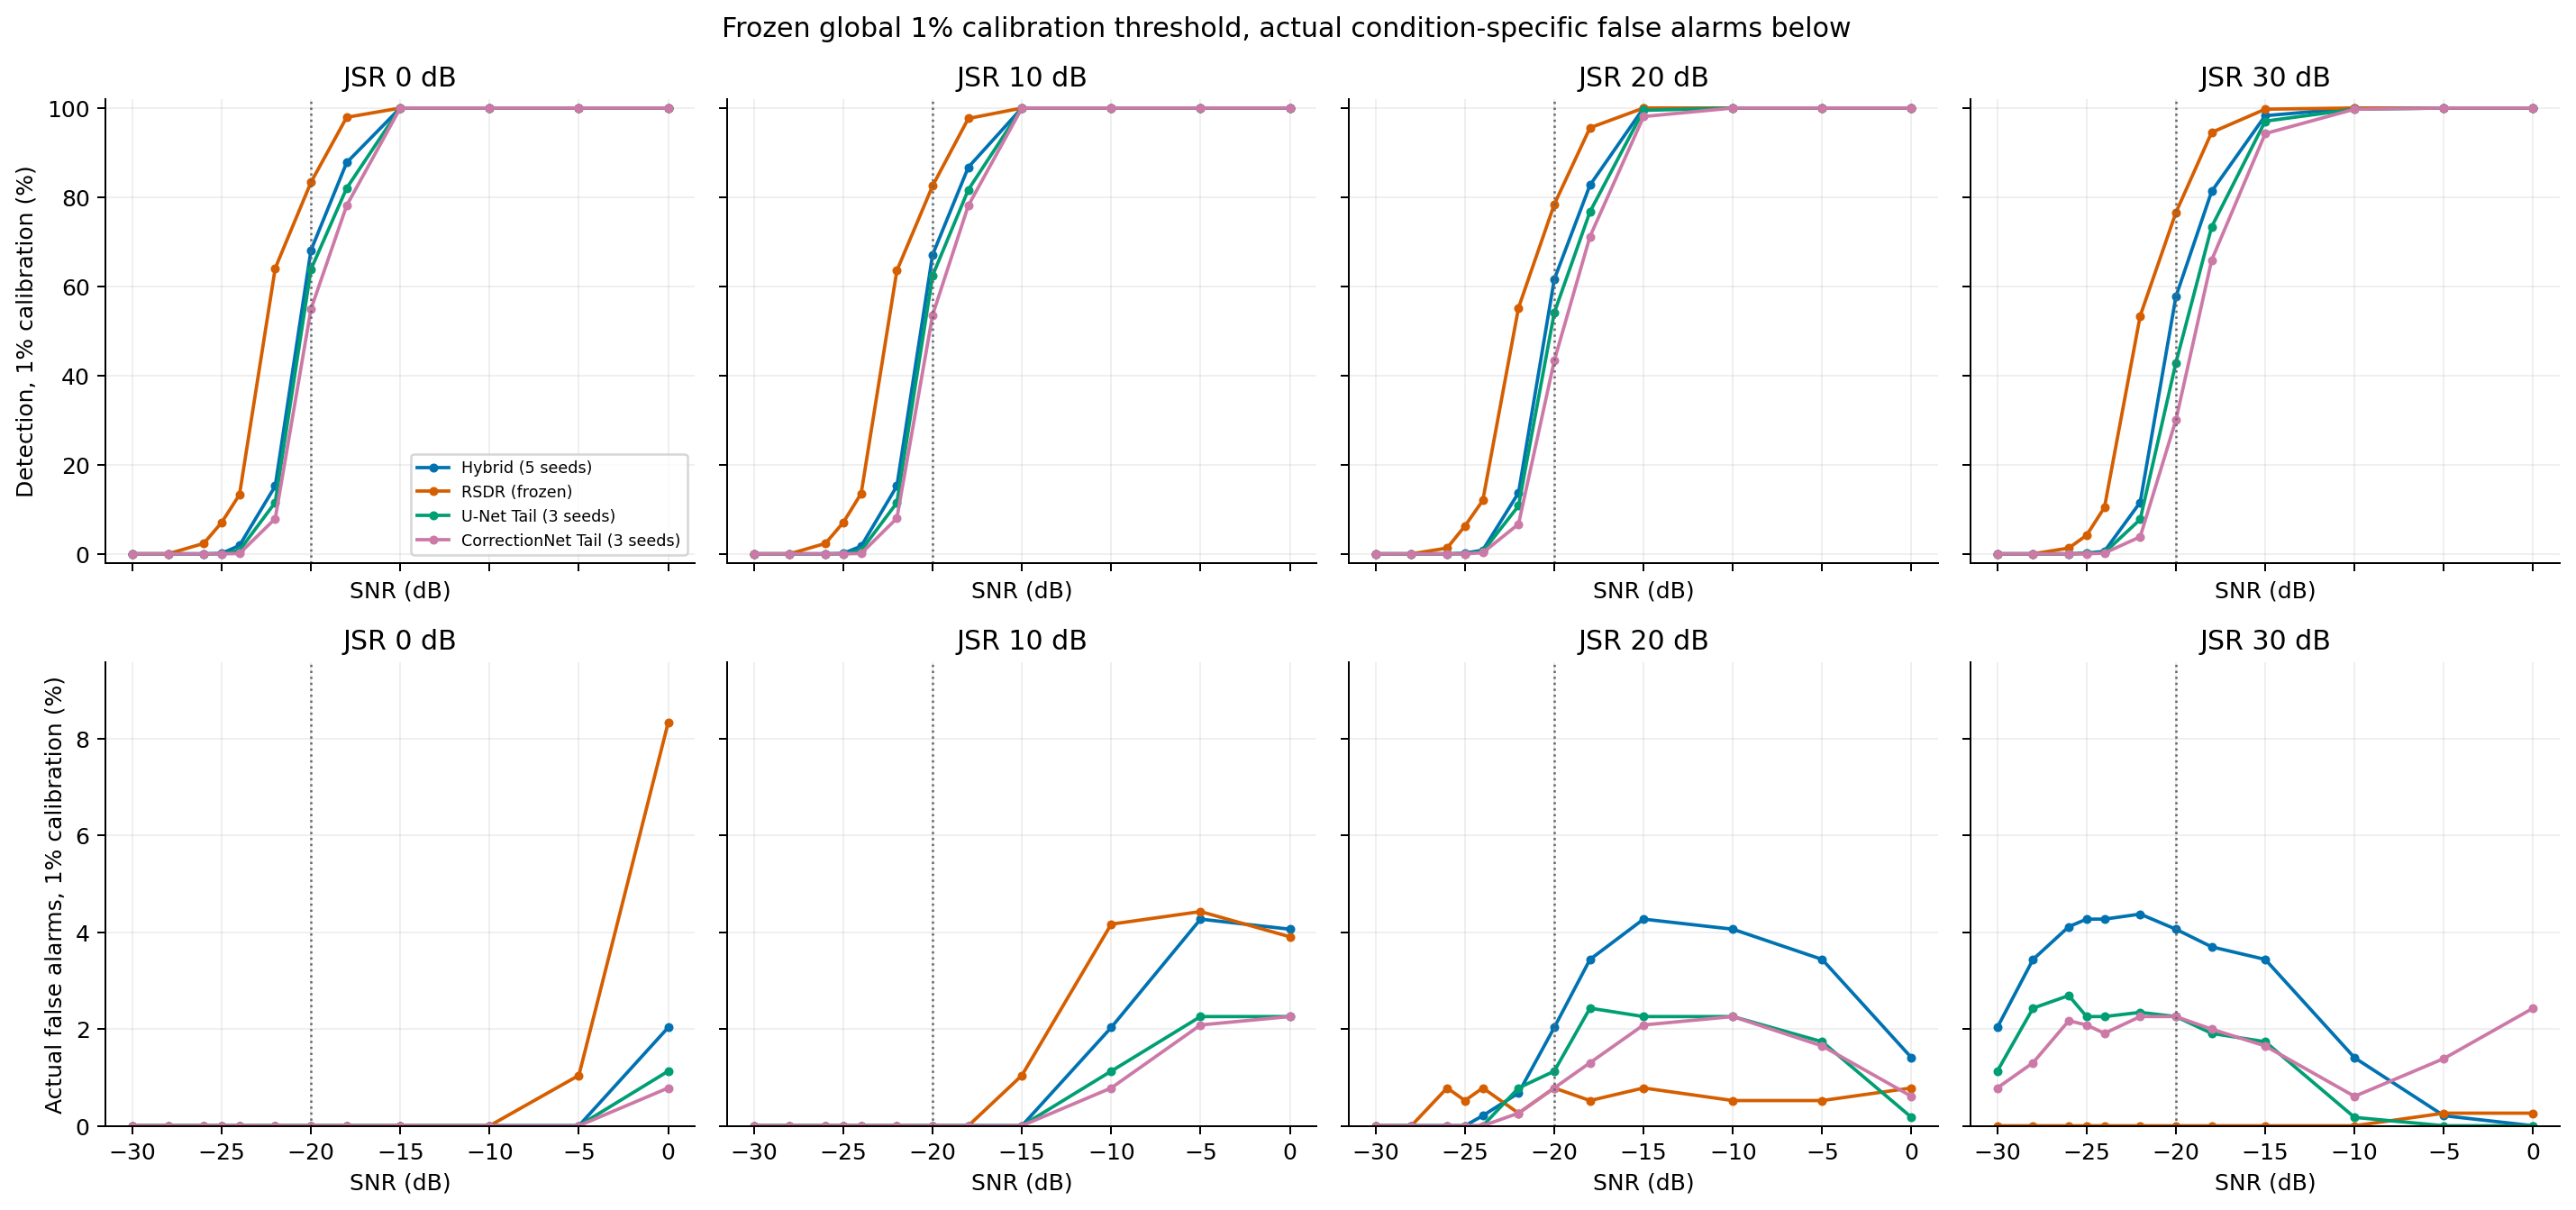 Frozen global 1% calibration threshold, actual condition-specific false alarms below
JSR 0 dB
JSR 10 dB
JSR 20 dB
JSR 30 dB
Detection, 1% calibration (%)
100
80
60
40
20
0
Hybrid (5 seeds)
RSDR (frozen)
U-Net Tail (3 seeds)
CorrectionNet Tail (3 seeds)
SNR (dB)
SNR (dB)
SNR (dB)
SNR (dB)
JSR 0 dB
JSR 10 dB
JSR 20 dB
JSR 30 dB
Actual false alarms, 1% calibration (%)
8
6
4
2
0
−30 −25 −20 −15 −10 −5 0
−30 −25 −20 −15 −10 −5 0
−30 −25 −20 −15 −10 −5 0
−30 −25 −20 −15 −10 −5 0
SNR (dB)
SNR (dB)
SNR (dB)
SNR (dB)